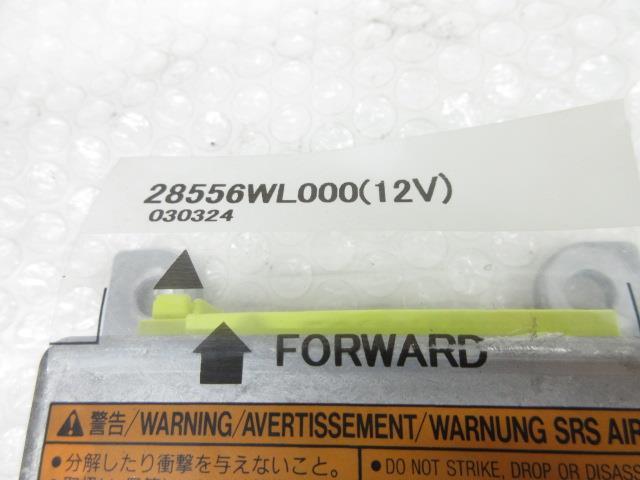 28556WL000(12V)
030324
FORWARD
警告/WARNING/AVERTISSEMENT/WARNUNG SRS AIR
•分解したり衝撃を与えないこと。
•DO NOT STRIKE, DROP OR DISASS